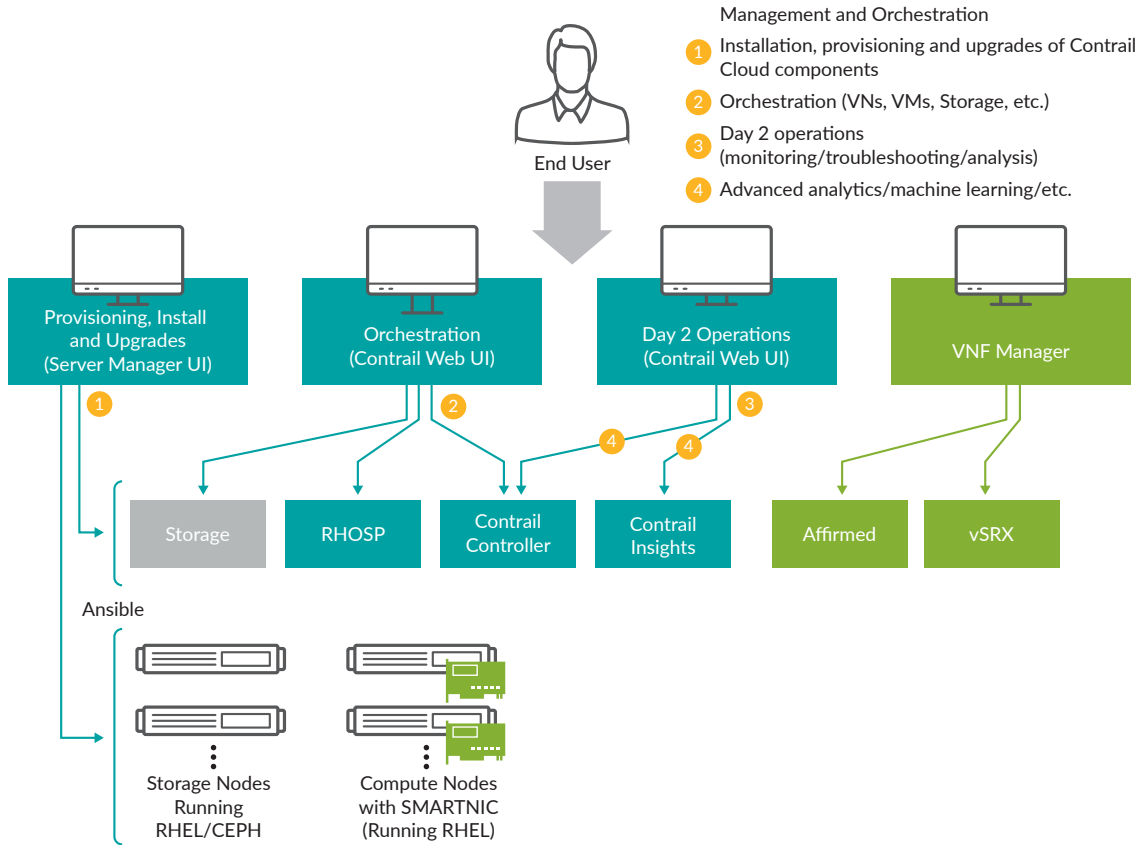 Management and Orchestration
1
Installation, provisioning and upgrades of Contrail
Cloud components
2
Orchestration (VNs, VMs, Storage, etc.)
3
Day 2 operations
(monitoring/troubleshooting/analysis)
4
Advanced analytics/machine learning/etc.
End User
Provisioning, Install
and Upgrades
(Server Manager UI)
Orchestration
(Contrail Web UI)
Day 2 Operations
(Contrail Web UI)
VNF Manager
1
2
3
4
4
Storage
RHOSP
Contrail
Controller
Contrail
Insights
Affirmed
vSRX
Ansible
Storage Nodes
Running
RHEL/CEPH
Compute Nodes
with SMARTNIC
(Running RHEL)